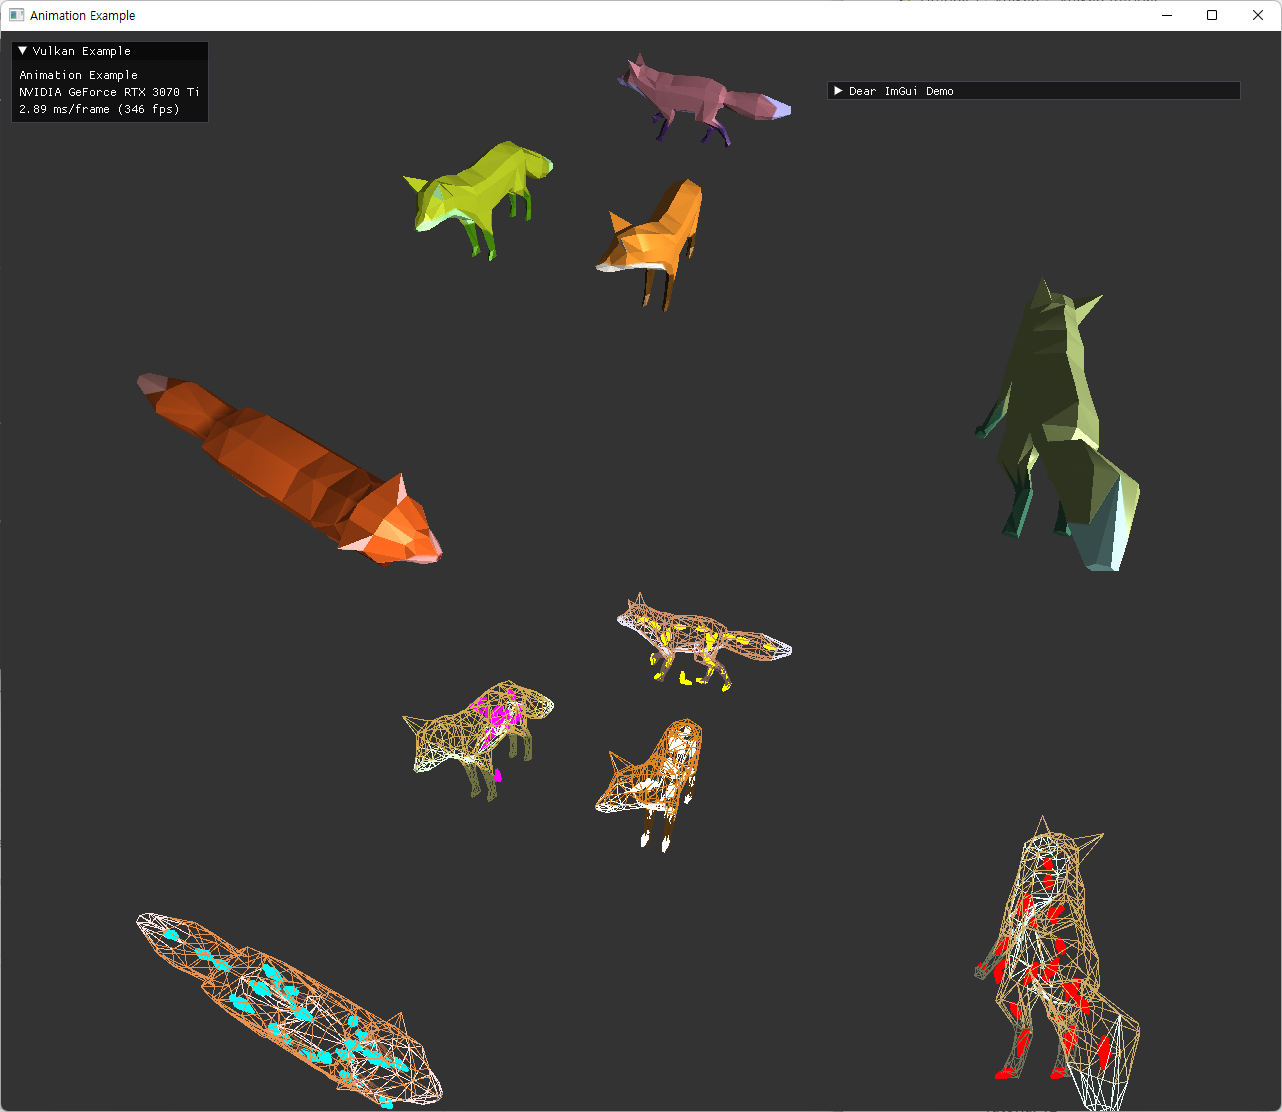 Animation Example
Vulkan Example
Animation Example
NVIDIA GeForce RTX 3070 Ti
2.89 ms/frame (346 fps)
Dear ImGui Demo